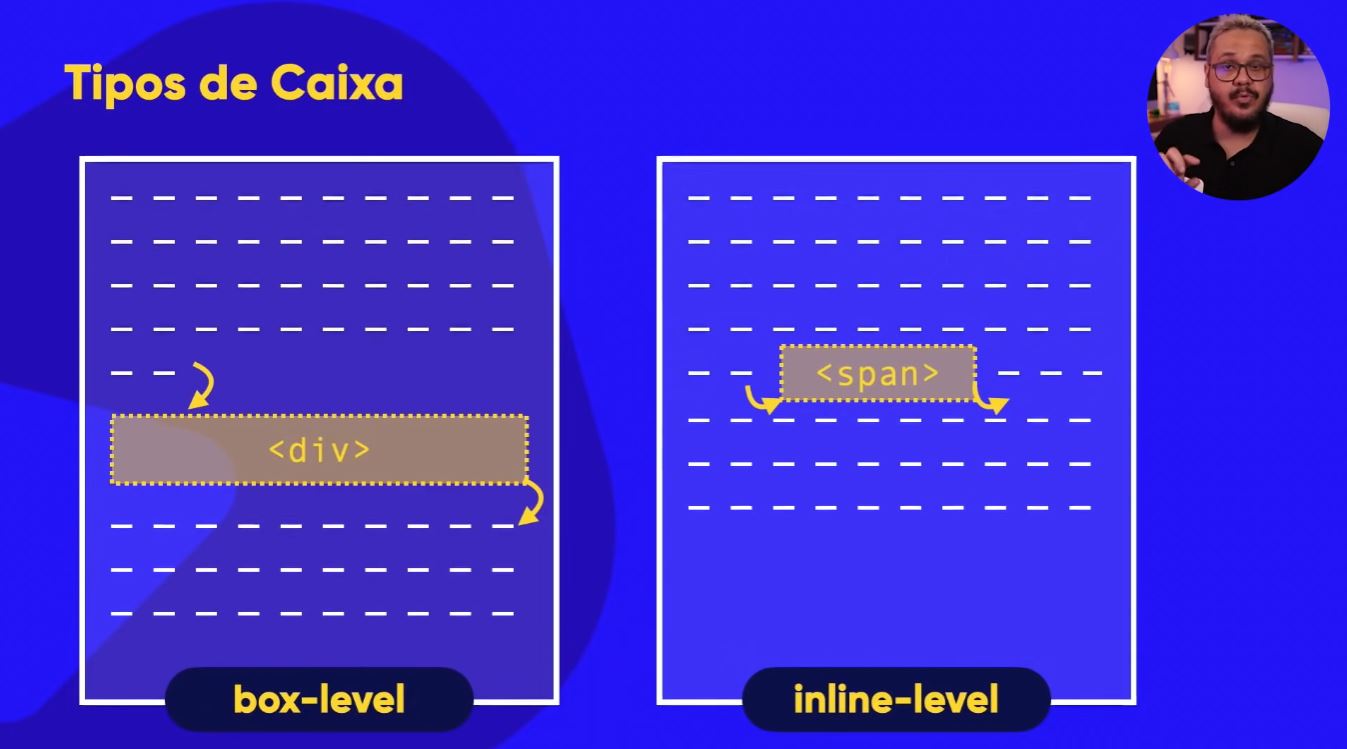 Tipos de Caixa
<div>
<span>
box-level
inline-level